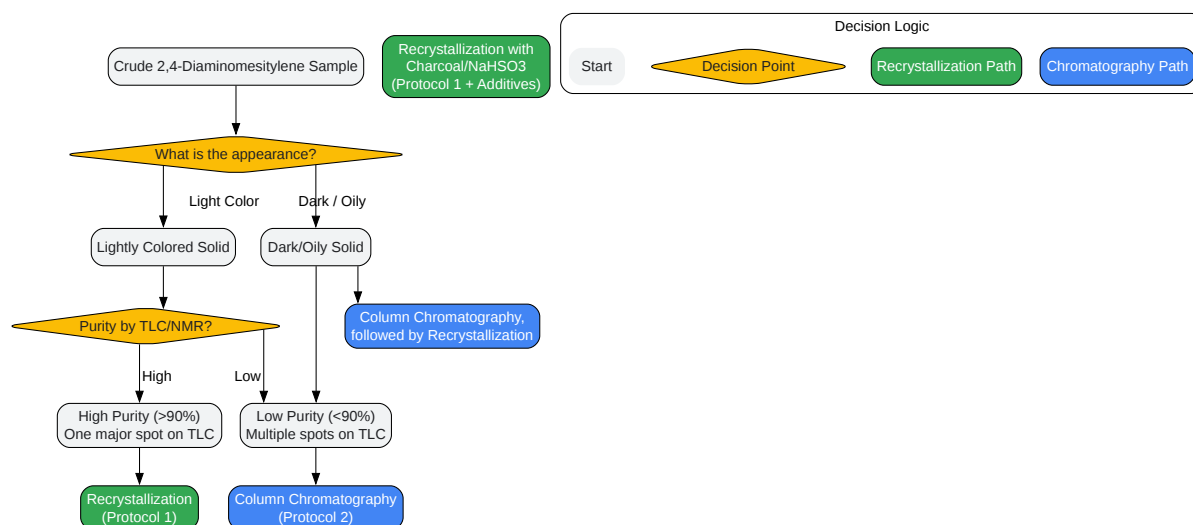 Crude 2,4-Diaminomesitylene Sample
Recrystallization with
Charcoal/NaHSO3
(Protocol 1 + Additives)
Decision Logic
Start
Decision Point
Recrystallization Path
Chromatography Path
What is the appearance?
Light Color
Dark / Oily
Lightly Colored Solid
Dark/Oily Solid
Column Chromatography,
followed by Recrystallization
Purity by TLC/NMR?
High
Low
High Purity (>90%)
One major spot on TLC
Low Purity (<90%)
Multiple spots on TLC
Recrystallization
(Protocol 1)
Column Chromatography
(Protocol 2)